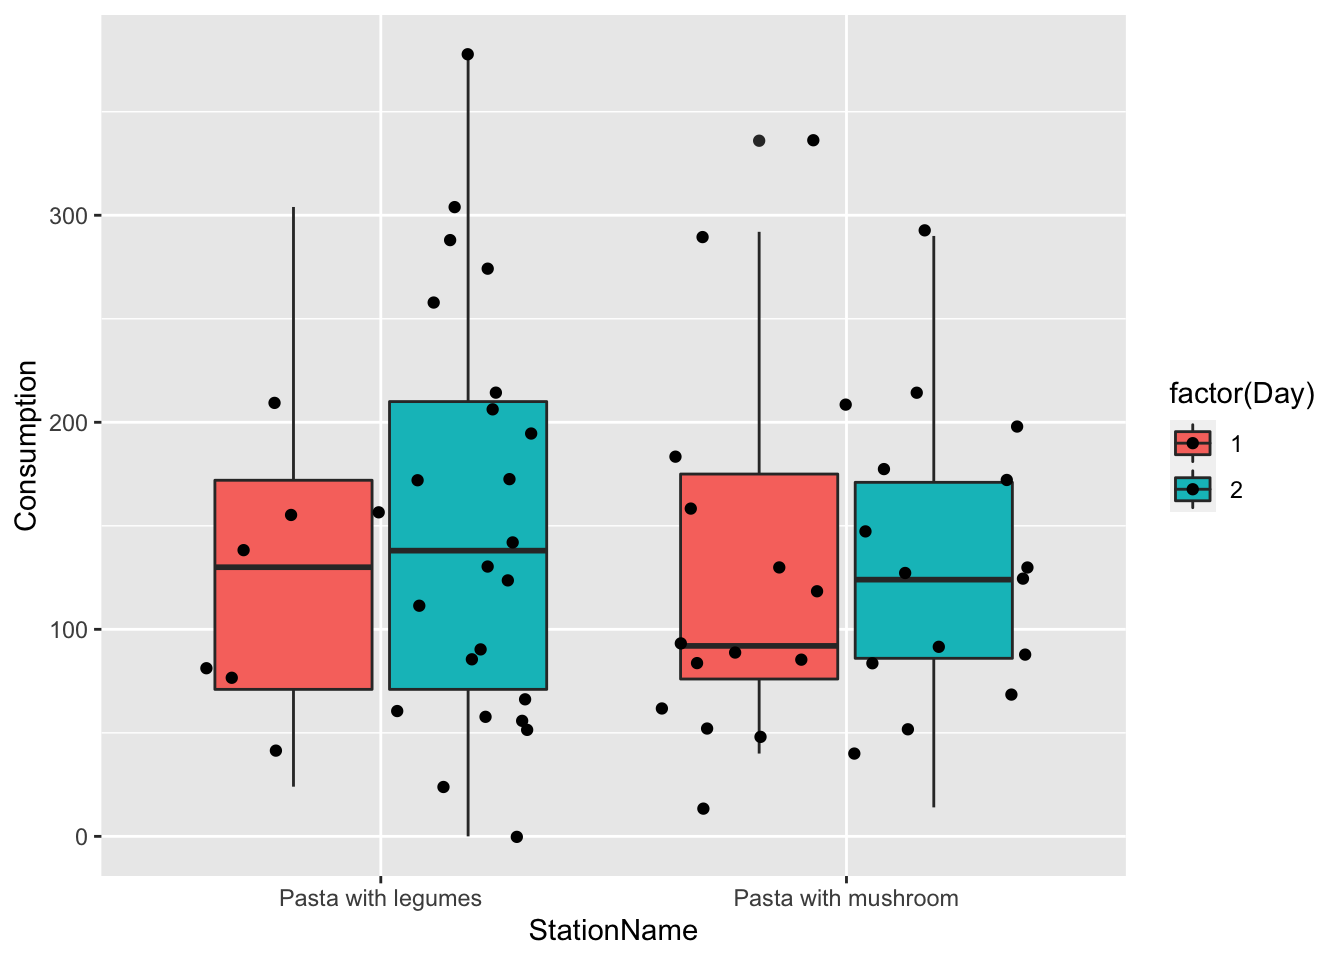 Consumption
300
200
100
0
Pasta with legumes
Pasta with mushroom
StationName
factor(Day)
1
2